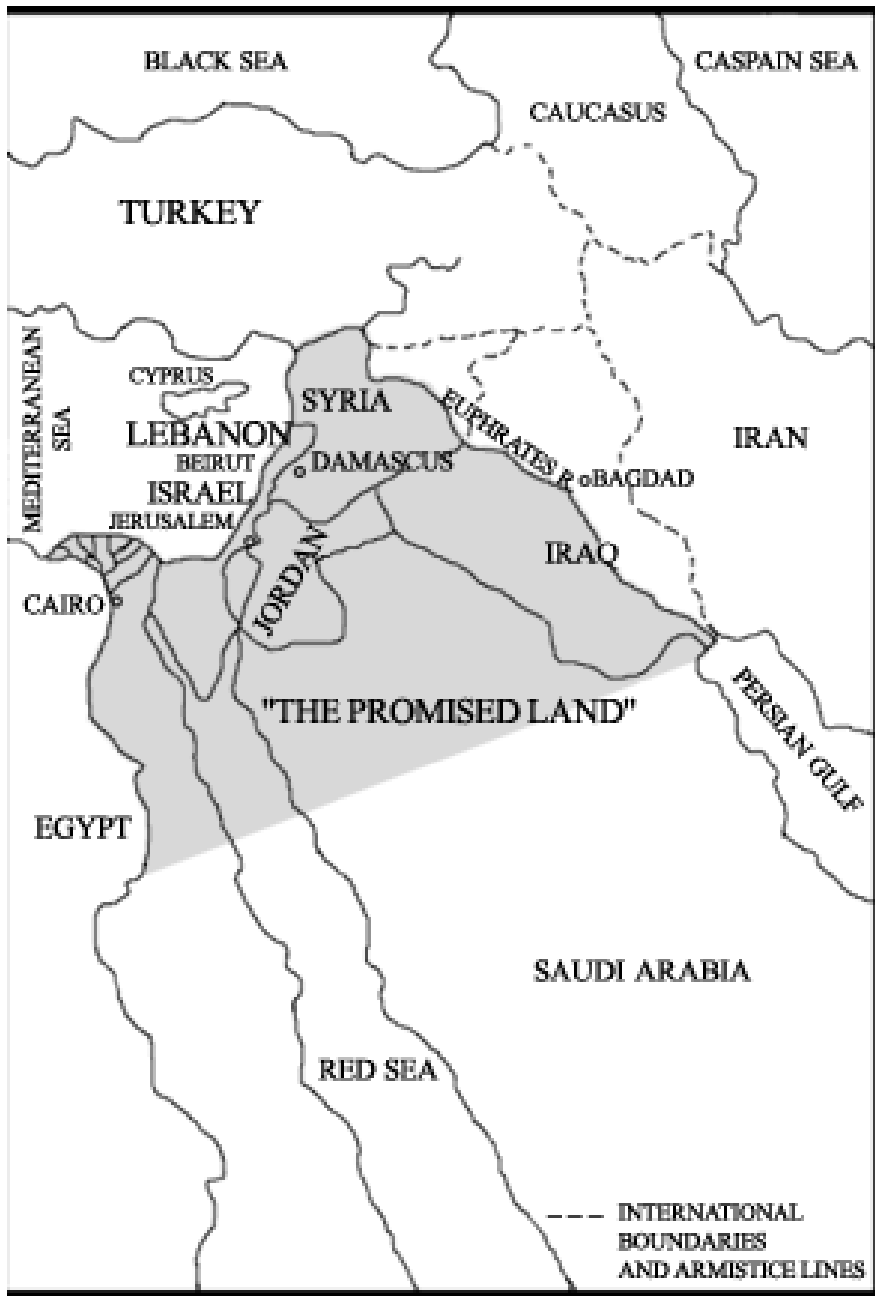 BLACK SEA
CASPAIN SEA
CAUCASUS
TURKEY
MEDITERRANEAN
SEA
CYPRUS
SYRIA
LEBANON
EUPHRATES R
BEIRUT
DAMASCUS
IRAN
BAGDAD
ISRAEL
JERUSALEM
JORDAN
IRAQ
CAIRO
"THE PROMISED LAND"
PERSIAN GULF
EGYPT
SAUDI ARABIA
RED SEA
INTERNATIONAL
BOUNDARIES
AND ARMISTICE LINES